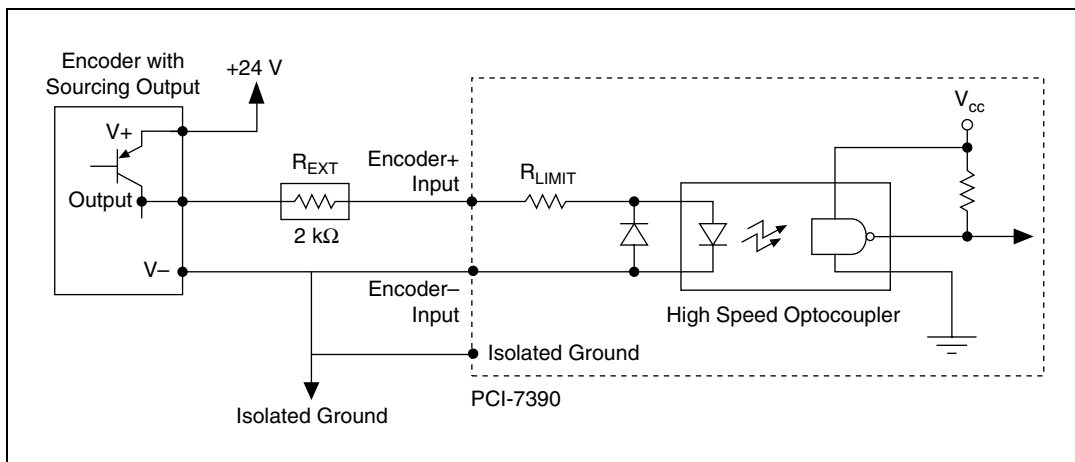 Encoder with
Sourcing Output
+24 V
V+
Output
V–
R_EXT
2 kΩ
Encoder+
Input
Encoder–
Input
R_LIMIT
V_cc
High Speed Optocoupler
Isolated Ground
PCI-7390
Isolated Ground